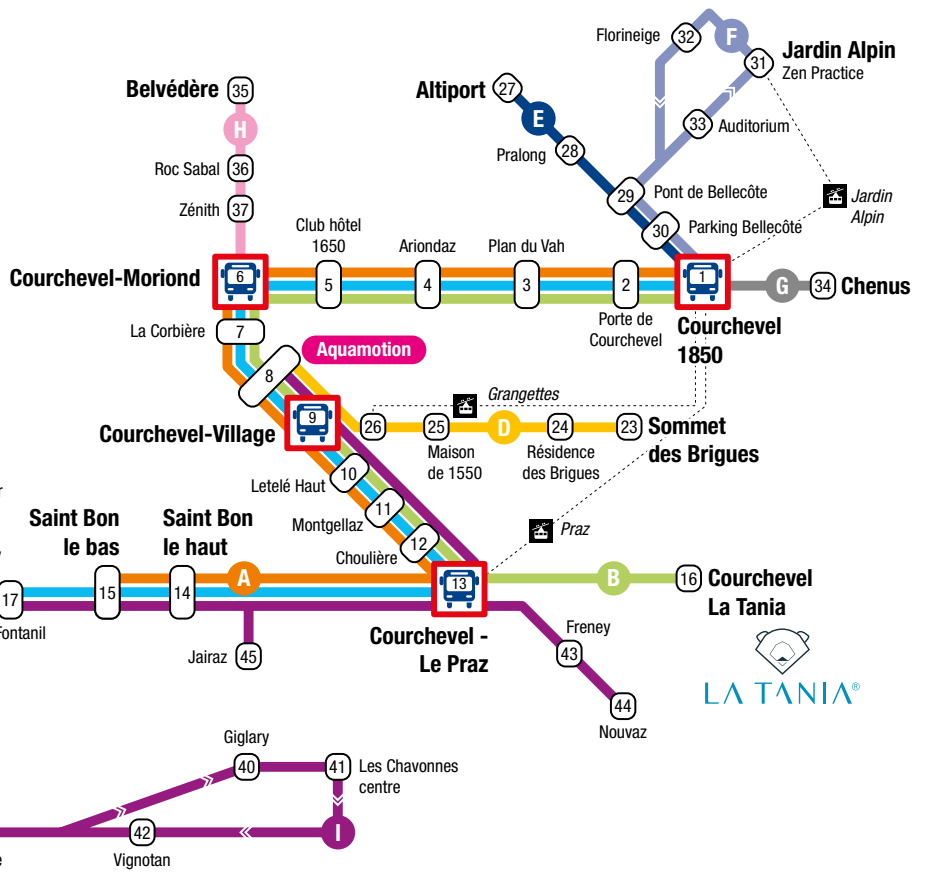 Florineige
32
F
31
Jardin Alpin
Zen Practice
33
Auditorium
Jardin
Alpin
Belvédère
35
H
Roc Sabal
36
Zénith
37
Altiport
27
E
Pralong
28
29
Pont de Bellecôte
30
Parking Bellecôte
Courchevel-Moriond
6
Club hôtel
1650
5
Ariondaz
4
Plan du Vah
3
2
Porte de
Courchevel
1
Courchevel
1850
G
34
Chenus
La Corbière
7
8
Aquamotion
Grangettes
Courchevel-Village
9
26
25
Maison
de 1550
D
24
Résidence
des Brigues
23
Sommet
des Brigues
Letelé Haut
10
Montgellaz
11
Choulière
12
Praz
Saint Bon
le bas
Saint Bon
le haut
17
Fontanil
15
14
A
13
Courchevel -
Le Praz
B
16
Courchevel
La Tania
LA TANIA®
Jairaz
45
Freney
43
44
Nouvaz
Giglary
40
41
Les Chavonnes
centre
42
Vignotan
I